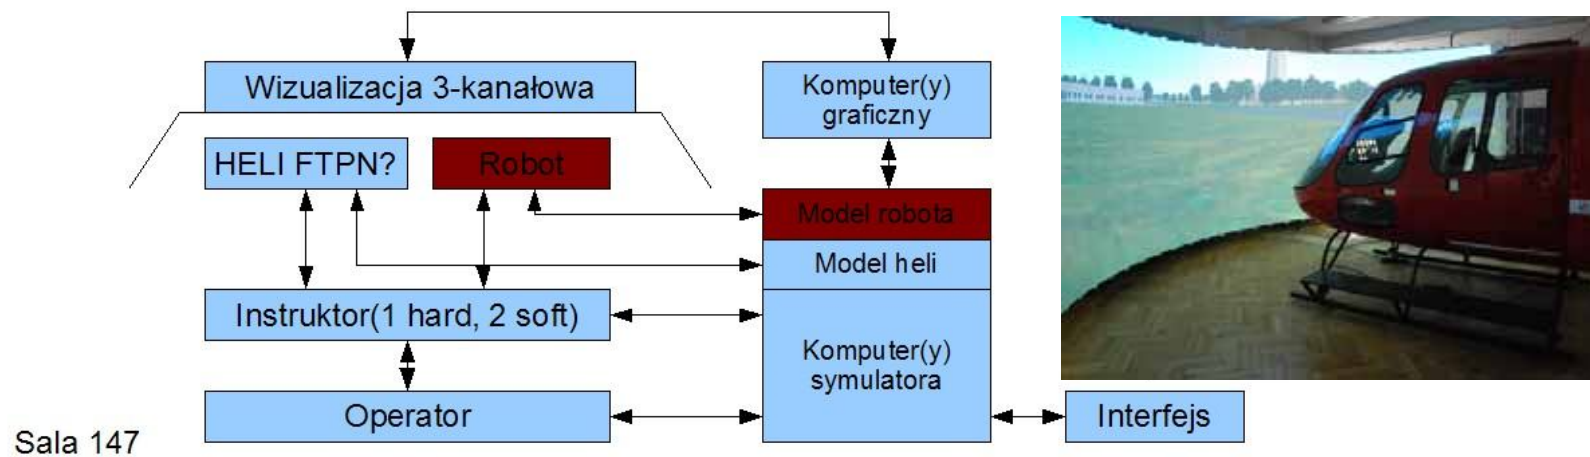 Wizualizacja 3-kanałowa
Komputer(y)
graficzny
HELI FTPN?
Robot
Model robota
Model heli
Instruktor(1 hard, 2 soft)
Komputer(y)
symulatora
Operator
Interfejs
Sala 147